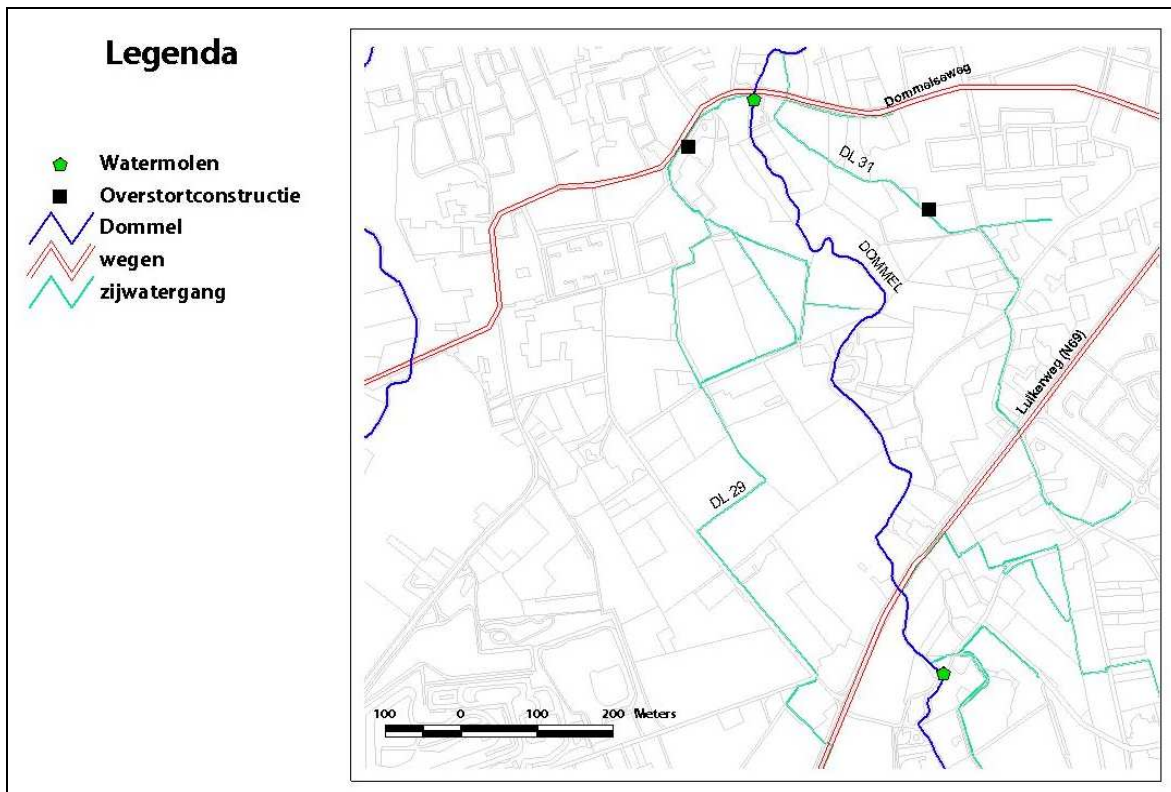 Legenda
Watermolen
Overstortconstructie
Dommel
wegen
zijwatergang
Dommelseweg
DL 31
DOMMEL
Luikerweg (N69)
DL 29
100 0 100 200 Meters